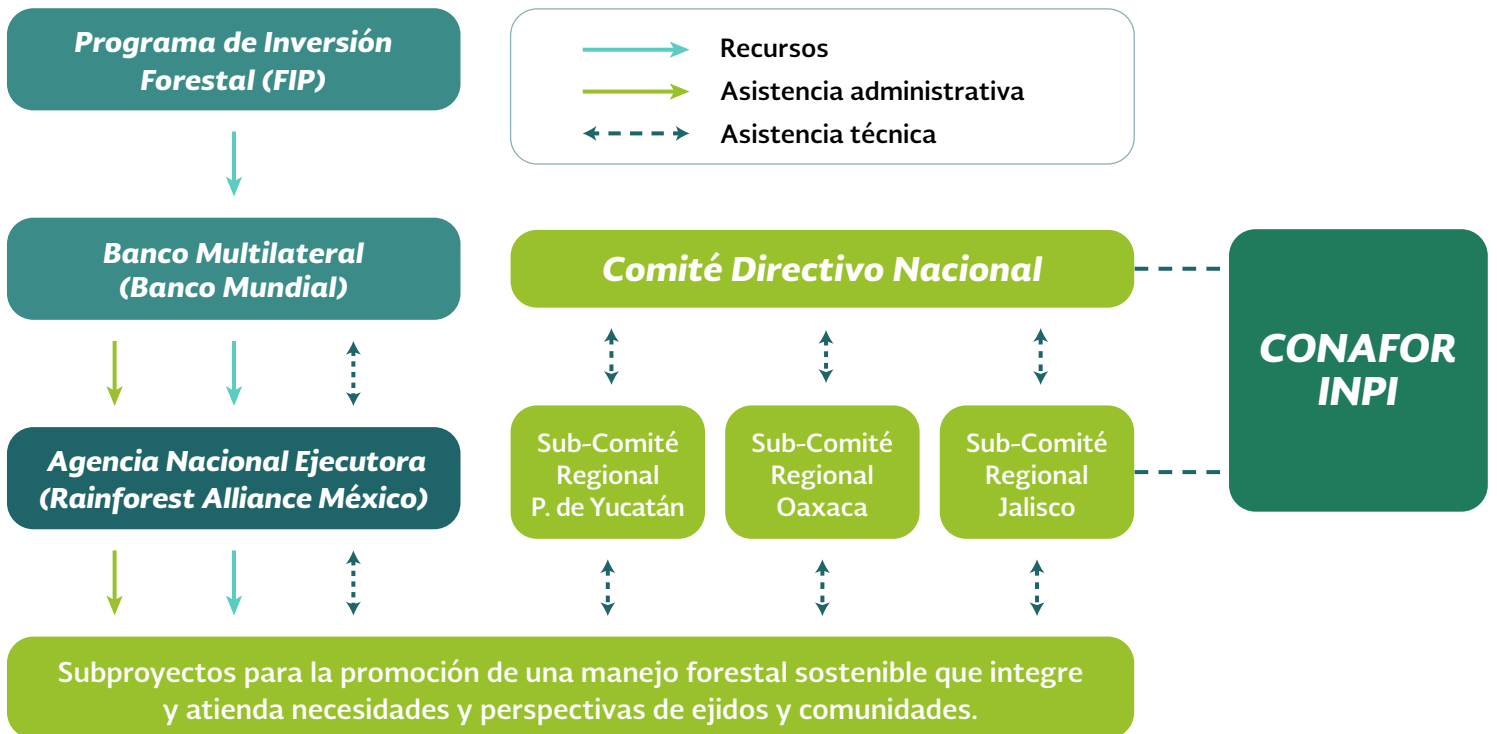 Programa de Inversión
Forestal (FIP)
Recursos
Asistencia administrativa
Asistencia técnica
Banco Multilateral
(Banco Mundial)
Comité Directivo Nacional
CONAFOR
INPI
Agencia Nacional Ejecutora
(Rainforest Alliance México)
Sub-Comité
Regional
P. de Yucatán
Sub-Comité
Regional
Oaxaca
Sub-Comité
Regional
Jalisco
Subproyectos para la promoción de una manejo forestal sostenible que integre
y atienda necesidades y perspectivas de ejidos y comunidades.